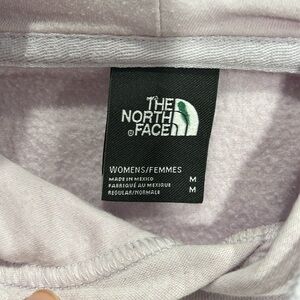 THE
NORTH
FACE
WOMENS/FEMMES
MADE IN MEXICO M
FABRIQUÉ AU MEXIQUE M
REGULAR/NORMALE